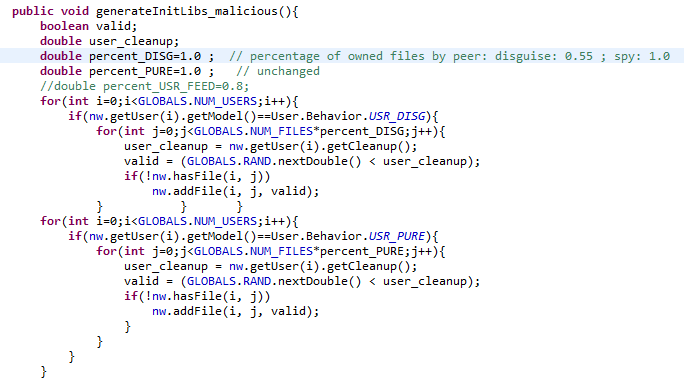 public void generateInitLibs_malicious(){
    boolean valid;
    double user_cleanup;
    double percent_DISG=1.0 ;  // percentage of owned files by peer: disguise: 0.55 ; spy: 1.0
    double percent_PURE=1.0 ;   // unchanged
    //double percent_USR_FEED=0.8;
    for(int i=0;i<GLOBALS.NUM_USERS;i++){
        if(nw.getUser(i).getModel()==User.Behavior.USR_DISG){
            for(int j=0;j<GLOBALS.NUM_FILES*percent_DISG;j++){
                user_cleanup = nw.getUser(i).getCleanup();
                valid = (GLOBALS.RAND.nextDouble() < user_cleanup);
                if(!nw.hasFile(i, j))
                    nw.addFile(i, j, valid);
            }           }       }
    for(int i=0;i<GLOBALS.NUM_USERS;i++){
        if(nw.getUser(i).getModel()==User.Behavior.USR_PURE){
            for(int j=0;j<GLOBALS.NUM_FILES*percent_PURE;j++){
                user_cleanup = nw.getUser(i).getCleanup();
                valid = (GLOBALS.RAND.nextDouble() < user_cleanup);
                if(!nw.hasFile(i, j))
                    nw.addFile(i, j, valid);
                }
            }
        }
    }